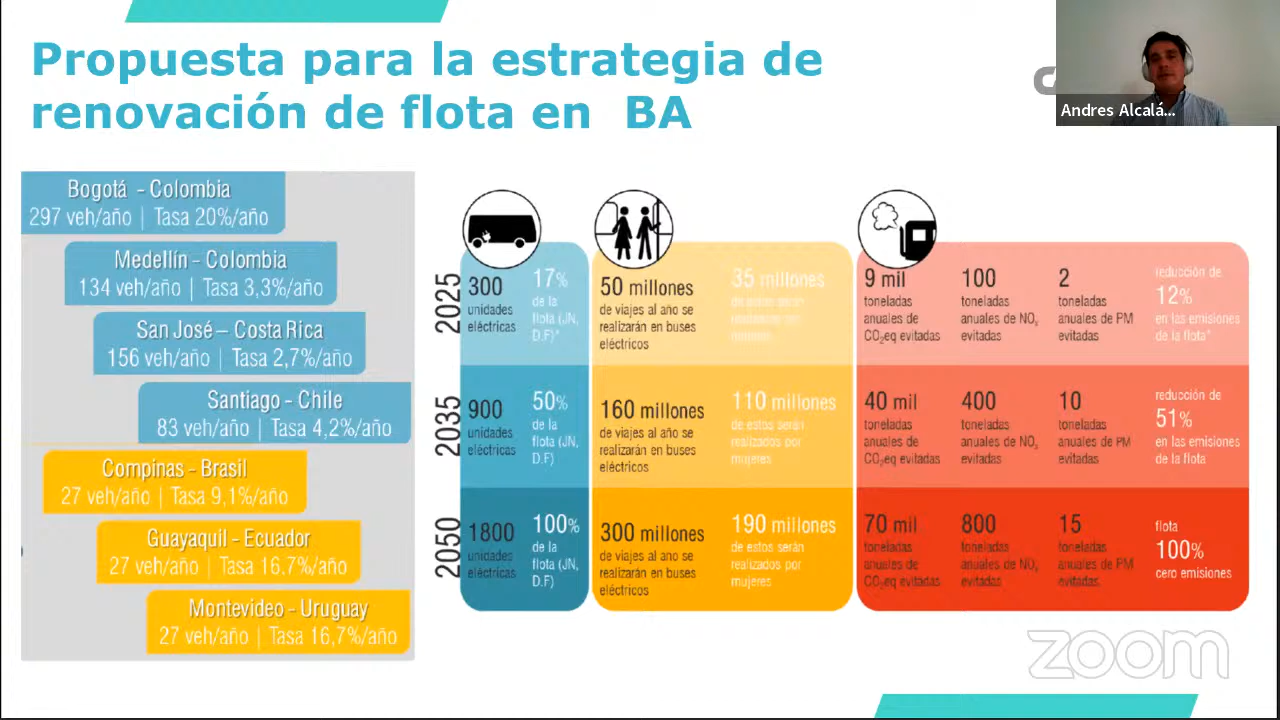 Propuesta para la estrategia de
renovación de flota en BA
Andres Alcalá...
Bogotá - Colombia
297 veh/año | Tasa 20%/año
Medellín - Colombia
134 veh/año | Tasa 3,3%/año
San José – Costa Rica
156 veh/año | Tasa 2,7%/año
Santiago - Chile
83 veh/año | Tasa 4,2%/año
Compinas - Brasil
27 veh/año | Tasa 9,1%/año
Guayaquil - Ecuador
27 veh/año | Tasa 16,7%/año
Montevideo - Uruguay
27 veh/año | Tasa 16,7%/año
2025
300
unidades
eléctricas
17%
de la
flota (JN,
D.F)*
50 millones
de viajes al año se
realizarán en buses
eléctricos
35 millones
de estos serán
9 mil
toneladas
anuales de
CO₂eq evitadas
100
toneladas
anuales de NOₓ
evitadas
2
toneladas
anuales de PM
evitadas
reducción de
12%
en las emisiones
de la flota*
2035
900
unidades
eléctricas
50%
de la
flota (JN,
D.F)
160 millones
de viajes al año se
realizarán en buses
eléctricos
110 millones
de estos serán
realizados por
mujeres
40 mil
toneladas
anuales de
CO₂eq evitadas
400
toneladas
anuales de NOₓ
evitadas
10
toneladas
anuales de PM
evitadas
reducción de
51%
en las emisiones
de la flota
2050
1800
unidades
eléctricas
100%
de la
flota (JN,
D.F)
300 millones
de viajes al año se
realizarán en buses
eléctricos
190 millones
de estos serán
realizados por
mujeres
70 mil
toneladas
anuales de
CO₂eq evitadas
800
toneladas
anuales de NOₓ
evitadas
15
toneladas
anuales de PM
evitadas
flota
100%
cero emisiones
zoom